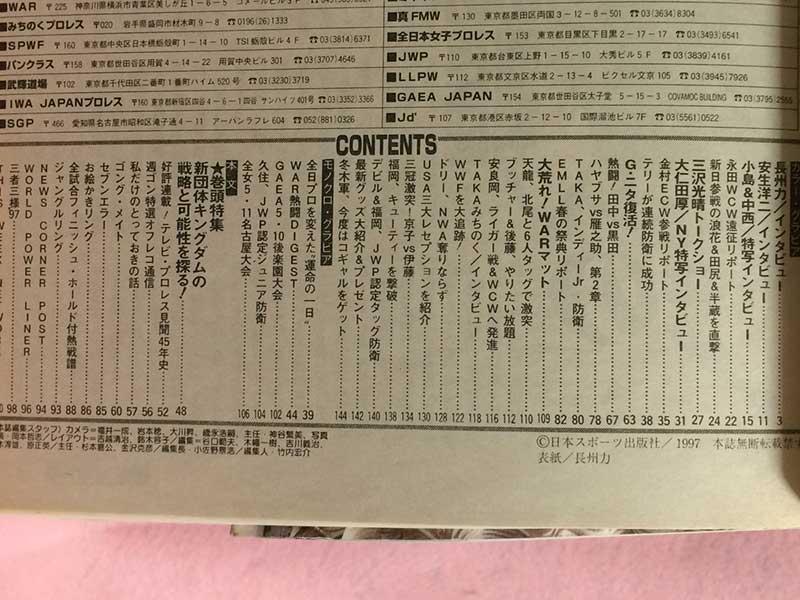 ■WAR 〒225 神奈川県横浜市青葉区美しが丘1-6-5
■みちのくプロレス 〒020 岩手県盛岡市材木町9-8 ☎0196(26)1333
■SPWF 〒160 東京都中央区日本橋蛎殻町1-14-10 TSI蛎殻ビル4F ☎03(3814)6371
■パンクラス 〒158 東京都世田谷区用賀4-14-22 用賀中央ビル301 ☎03(3707)4646
■武輝道場 〒102 東京都千代田区二番町1番町ハイム520号 ☎03(3230)3719
■IWA JAPANプロレス 〒160 東京都新宿区四谷4-6-1四谷サンハイツ401号 ☎03(3352)3366
■SGP 〒466 愛知県名古屋市昭和区滝子通4-11 アーバンラフレ604 ☎052(881)0326
■真FMW 〒130 東京都墨田区両国3-12-8-501 ☎03(3634)8304
■全日本女子プロレス 〒153 東京都目黒区下目黒2-17-17 ☎03(3493)6541
■JWP 〒110 東京都台東区上野1-15-10 大秀ビル5F ☎03(3839)4161
■LLPW 〒112 東京都文京区水道2-13-4 ピクセル文京105 ☎03(3945)7926
■GAEA JAPAN 〒154 東京都世田谷区太子堂5-15-3 COVAMOC BUILDING ☎03(3795)
■Jd' 〒107 東京都港区赤坂2-12-10 国際溜池ビル7F ☎03(5561)0522
CONTENTS
カラー・グラビア
長州力/インタビュー 3
安生洋二/インタビュー 11
小島&中西/特写インタビュー 15
永田WCW遠征リポート 22
新日参戦の浪花&田尻&半蔵を直撃 24
三沢光晴トークショー 27
大仁田厚/NY特写インタビュー 31
金村ECW参戦リポート 35
テリーが連続防衛に成功 38
G・ニタ復活! 63
熱闘!田中vs黒田 67
ハヤブサvs雁之助、第2章 78
TAKA、インディーJr.防衛 80
EMLL春の祭典リポート 82
大荒れ!WARマット 109
天龍、北尾と6人タッグで激突 110
ブッチャー&後藤、やりたい放題 112
安良岡、ライガー戦&WCWへ発進 116
TAKAみちのく/インタビュー 118
WWFを大追跡! 122
ドリー、NWA奪りならず 126
USA三大レセプションを紹介 128
三冠激突!京子vs伊藤 130
福岡、キューティーを撃破 134
デビル&福岡、JWP認定タッグ防衛 138
最新グッズ大紹介&プレゼント 140
冬木軍、今度はコギャルをゲット 142
144
モノクロ・グラビア
全日プロを変えた“運命の一日” 39
WAR熱闘DIGEST 44
GAEA5・10後楽園大会 102
久住、JWP認定ジュニア防衛 104
全女5・11名古屋大会 106
本文
★巻頭特集
新団体キングダムの
戦略と可能性を探る! 48
好評連載!テレビ・プロレス見聞45年史 52
週ゴン特選オフレコ通信 56
私だけのとっておきの話 57
ゴング・メイト 60
セブンエラー 85
お絵かきリング 86
全試合フィニッシュ・ホールド付熱戦譜 88
ジャングルリング 93
NEWS CORNER POST 94
WORLD POWER LINER 96
三者三様'97 98
©日本スポーツ出版社/1997 本誌無断転載禁
表紙/長州力